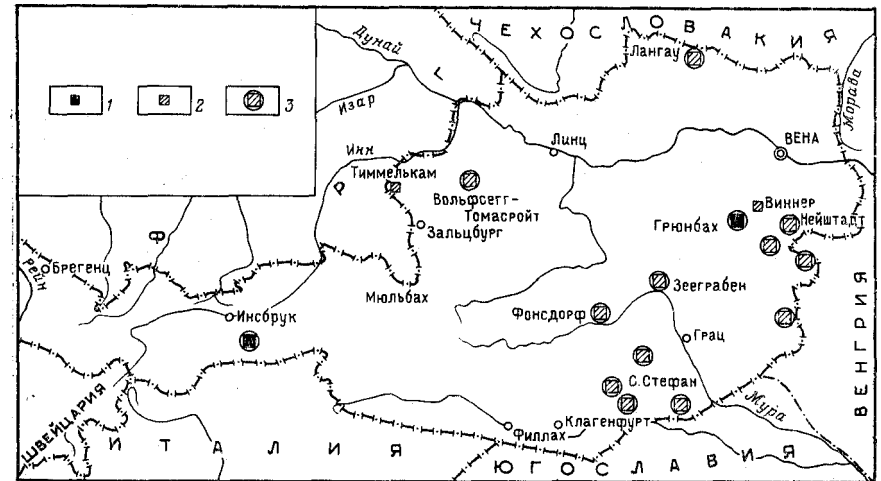 ЧЕХОСЛОВАКИЯ
Дунай
Лангау
Морава
1
2
3
Изар
Г
Инн
Линц
ВЕНА
Р
Тиммелькам
Вольфсегг-
Томасройт
Виннер
Нейштадт
Грюнбах
Зальцбург
Ф
Рейн
Брегенц
Мюльбах
Зееграбен
Фонсдорф
Инсбрук
Грац
ВЕНГРИЯ
С.Стефан
ШВЕЙЦАРИЯ
Мура
Клагенфурт
Филлах
ИТАЛИЯ
ЮГОСЛАВИЯ